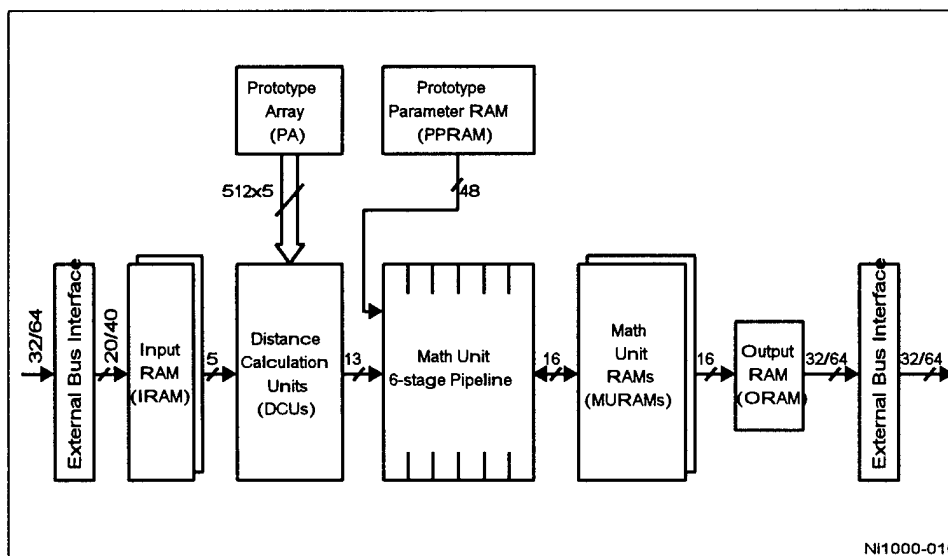 Prototype
Array
(PA)
Prototype
Parameter RAM
(PPRAM)
512x5
48
32/64
External Bus Interface
20/40
Input
RAM
(IRAM)
5
Distance
Calculation
Units
(DCUs)
13
Math Unit
6-stage Pipeline
16
Math
Unit
RAMs
(MURAMs)
16
Output
RAM
(ORAM)
32/64
External Bus Interface
32/64